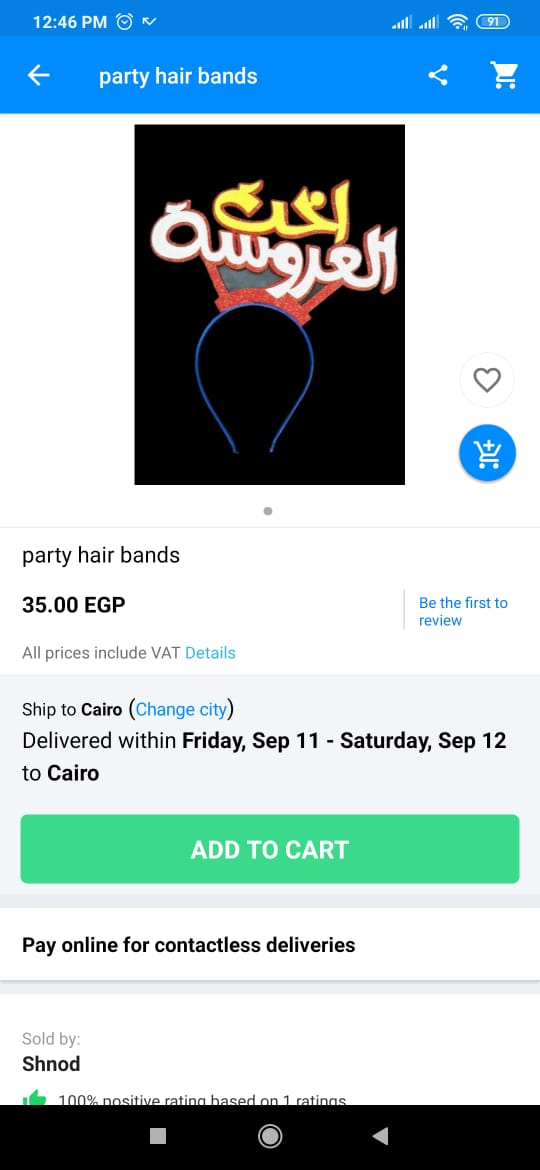 12:46 PM
91
party hair bands
اخت
العروسة
party hair bands
35.00 EGP
Be the first to
review
All prices include VAT Details
Ship to Cairo (Change city)
Delivered within Friday, Sep 11 - Saturday, Sep 12
to Cairo
ADD TO CART
Pay online for contactless deliveries
Sold by:
Shnod
100% positive rating based on 1 ratings